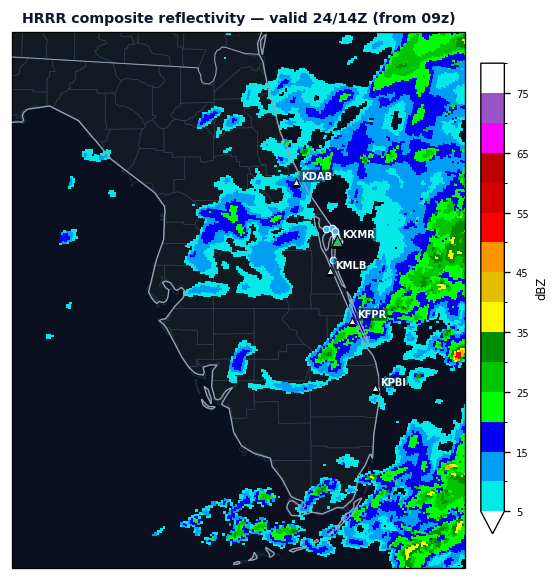 HRRR composite reflectivity — valid 24/14Z (from 09z)
KDAB
KXMR
KMLB
KFPR
KPBI
75
65
55
45
35
25
15
5
dBZ